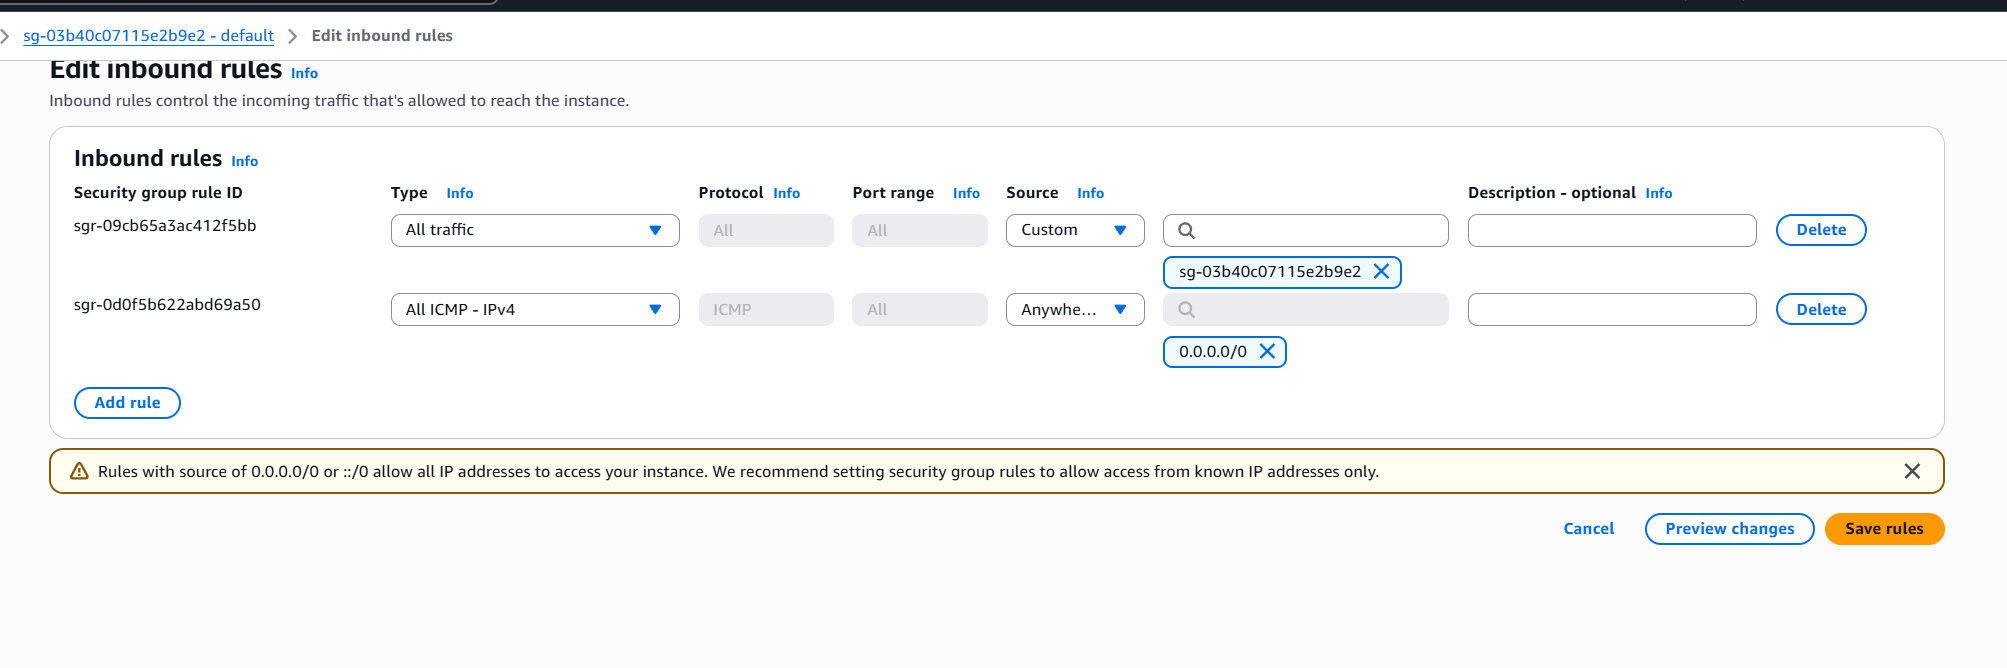 sg-03b40c07115e2b9e2 - default > Edit inbound rules
Edit inbound rules Info
Inbound rules control the incoming traffic that's allowed to reach the instance.
Inbound rules Info
Security group rule ID Type Info Protocol Info Port range Info Source Info Description - optional Info
sgr-09cb65a3ac412f5bb All traffic All All Custom Delete
sg-03b40c07115e2b9e2
sgr-0d0f5b622abd69a50 All ICMP - IPv4 ICMP All Anywhe... Delete
0.0.0.0/0
Add rule
Rules with source of 0.0.0.0/0 or ::/0 allow all IP addresses to access your instance. We recommend setting security group rules to allow access from known IP addresses only.
Cancel Preview changes Save rules